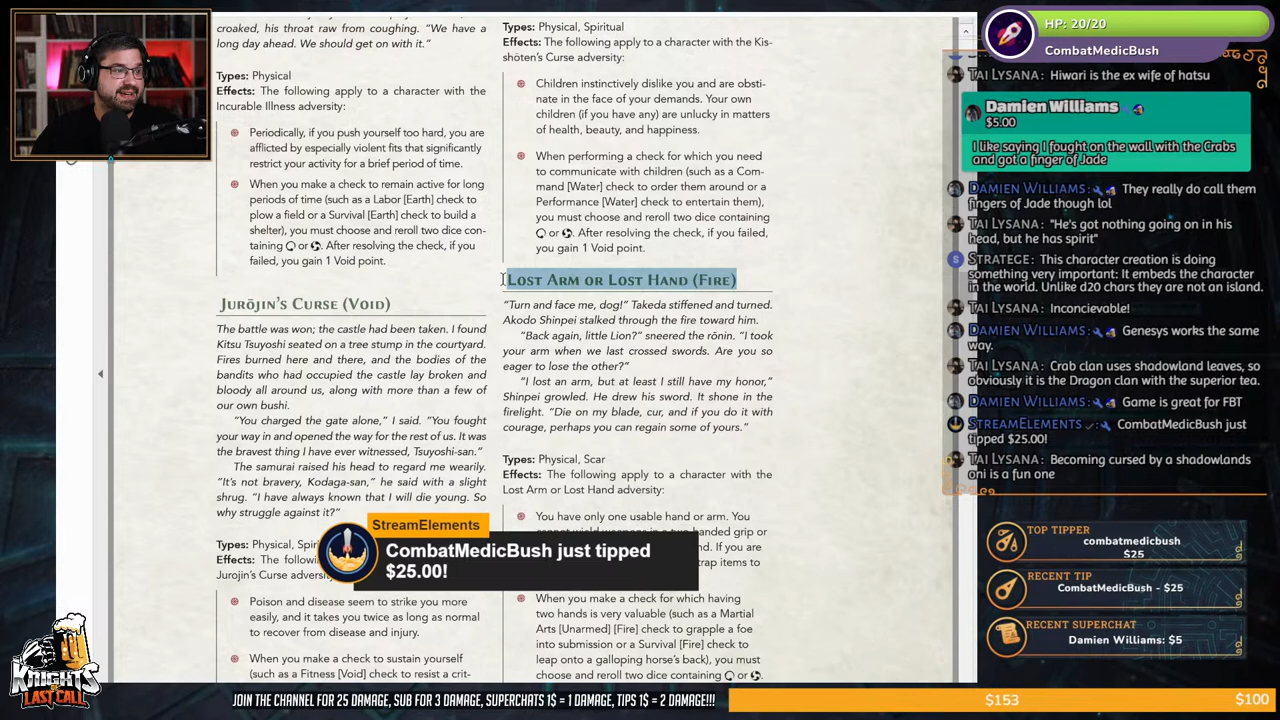 croaked, his throat raw from coughing. “We have a
long day ahead. We should get on with it.”
Types: Physical
Effects: The following apply to a character with the
Incurable Illness adversity:
Periodically, if you push yourself too hard, you are
afflicted by especially violent fits that significantly
restrict your activity for a brief period of time.
When you make a check to remain active for long
periods of time (such as a Labor [Earth] check to
plow a field or a Survival [Earth] check to build a
shelter), you must choose and reroll two dice con-
taining or . After resolving the check, if you
failed, you gain 1 Void point.
Jurōjin’s Curse (Void)
The battle was won; the castle had been taken. I found
Kitsu Tsuyoshi seated on a tree stump in the courtyard.
Fires burned here and there, and the bodies of the
bandits who had occupied the castle lay broken and
bloody all around us, along with more than a few of
our own bushi.
“You charged the gate alone,” I said. “You fought
your way in and opened the way for the rest of us. It was
the bravest thing I have ever witnessed, Tsuyoshi-san.”
The samurai raised his head to regard me wearily.
“It’s not bravery, Kodaga-san,” he said with a slight
shrug. “I have always known that I will die young. So
why struggle against it?”
Types: Physical,
Effects: The
Jurojin’s Curse
Poison and disease seem to strike you more
easily, and it takes you twice as long as normal
to recover from disease and injury.
When you make a check to sustain yourself
(such as a Fitness [Void] check to resist a crit-
Types: Physical, Spiritual
Effects: The following apply to a character with the Kis-
shōten’s Curse adversity:
Children instinctively dislike you and are obsti-
nate in the face of your demands. Your own
children (if you have any) are unlucky in matters
of health, beauty, and happiness.
When performing a check for which you need
to communicate with children (such as a Com-
mand [Water] check to order them around or a
Performance [Water] check to entertain them),
you must choose and reroll two dice containing
or . After resolving the check, if you failed,
you gain 1 Void point.
Lost Arm or Lost Hand (Fire)
“Turn and face me, dog!” Takeda stiffened and turned.
Akodo Shinpei stalked through the fire toward him.
“Back again, little Lion?” sneered the rōnin. “I took
your arm when we last crossed swords. Are you so
eager to lose the other?”
“I lost an arm, but at least I still have my honor,”
Shinpei growled. He drew his sword. It shone in the
firelight. “Die on my blade, cur, and if you do it with
courage, perhaps you can regain some of yours.”
Types: Physical, Scar
Effects: The following apply to a character with the
Lost Arm or Lost Hand adversity:
You have only one usable hand or arm. You
handed grip or
If you are
items to
When you make a check for which having
two hands is very valuable (such as a Martial
Arts [Unarmed] [Fire] check to grapple a foe
into submission or a Survival [Fire] check to
leap onto a galloping horse’s back), you must
choose and reroll two dice containing or .
StreamElements
CombatMedicBush just tipped
$25.00!
HP: 20/20
CombatMedicBush
Tai Lysana: Hiwari is the ex wife of hatsu
Damien Williams
$5.00
I like saying I fought on the wall with the Crabs
and got a finger of Jade
Damien Williams: They really do call them
fingers of Jade though lol
Tai Lysana: "He's got nothing going on in his
head, but he has spirit"
S
Stratege: This character creation is doing
something very important: It embeds the character
in the world. Unlike d20 chars they are not an island.
Tai Lysana: Inconcievable!
Damien Williams: Genesys works the same
way.
Tai Lysana: Crab clan uses shadowland leaves, so
obviously it is the Dragon clan with the superior tea.
Damien Williams: Game is great for FBT
StreamElements: CombatMedicBush just
tipped $25.00!
Tai Lysana: Becoming cursed by a shadowlands
oni is a fun one
TOP TIPPER
combatmedicbush
$25
RECENT TIP
CombatMedicBush - $25
RECENT SUPERCHAT
Damien Williams: $5
KNIGHTS
OF
LAST CALL
JOIN THE CHANNEL FOR 25 DAMAGE, SUB FOR 3 DAMAGE, SUPERCHATS 1$ = 1 DAMAGE, TIPS 1$ = 2 DAMAGE!!!
$153
$100